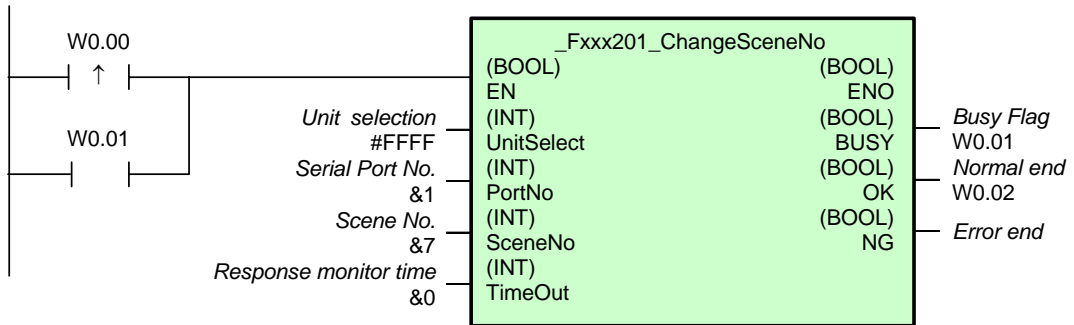 W0.00
↑
W0.01
_Fxxx201_ChangeSceneNo
(BOOL) (BOOL)
EN ENO
Unit selection (INT) (BOOL) Busy Flag
#FFFF UnitSelect BUSY W0.01
Serial Port No. (INT) (BOOL) Normal end
&1 PortNo OK W0.02
Scene No. (INT) (BOOL) Error end
&7 SceneNo NG
Response monitor time (INT)
&0 TimeOut